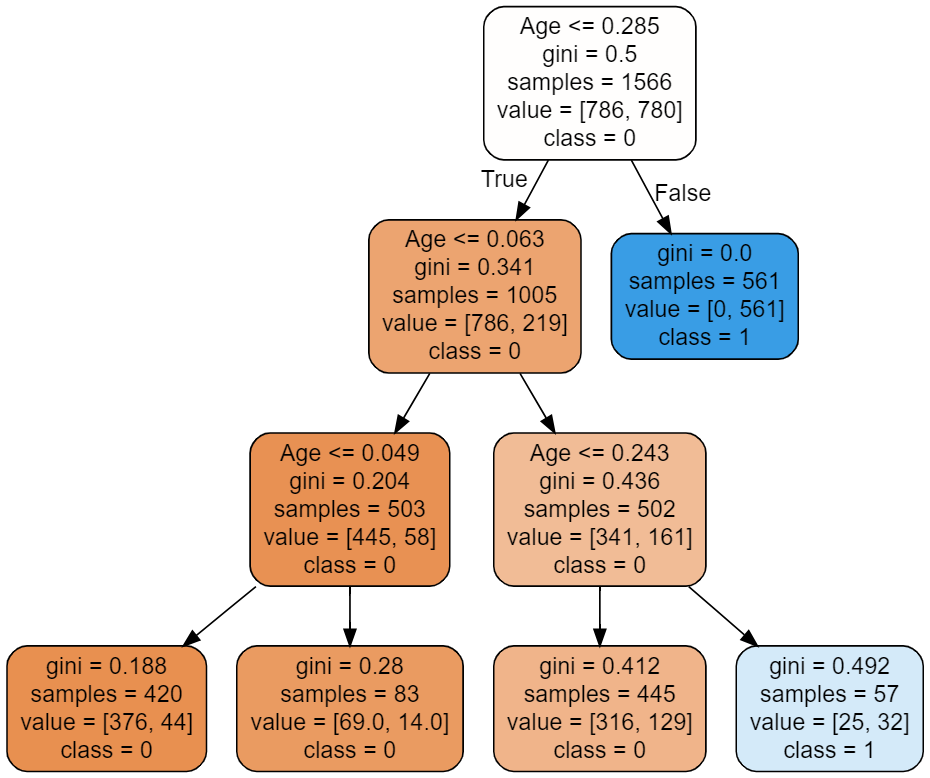 Age <= 0.285
gini = 0.5
samples = 1566
value = [786, 780]
class = 0
True
False
Age <= 0.063
gini = 0.341
samples = 1005
value = [786, 219]
class = 0
gini = 0.0
samples = 561
value = [0, 561]
class = 1
Age <= 0.049
gini = 0.204
samples = 503
value = [445, 58]
class = 0
Age <= 0.243
gini = 0.436
samples = 502
value = [341, 161]
class = 0
gini = 0.188
samples = 420
value = [376, 44]
class = 0
gini = 0.28
samples = 83
value = [69.0, 14.0]
class = 0
gini = 0.412
samples = 445
value = [316, 129]
class = 0
gini = 0.492
samples = 57
value = [25, 32]
class = 1